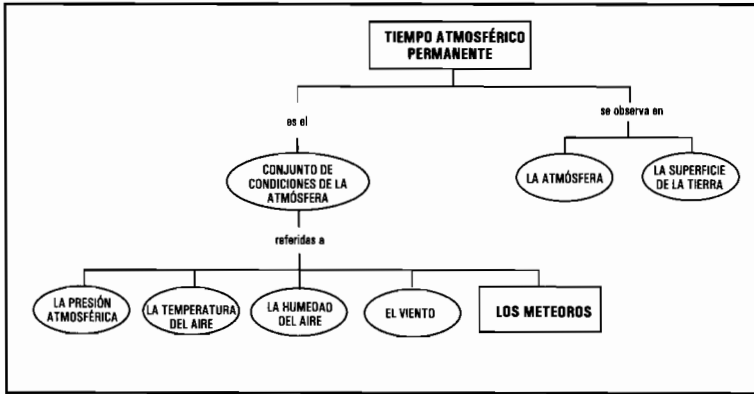 TIEMPO ATMOSFÉRICO
PERMANENTE
es el
se observa en
CONJUNTO DE
CONDICIONES DE LA
ATMÓSFERA
LA ATMÓSFERA
LA SUPERFICIE
DE LA TIERRA
referidas a
LA PRESIÓN
ATMOSFÉRICA
LA TEMPERATURA
DEL AIRE
LA HUMEDAD
DEL AIRE
EL VIENTO
LOS METEOROS